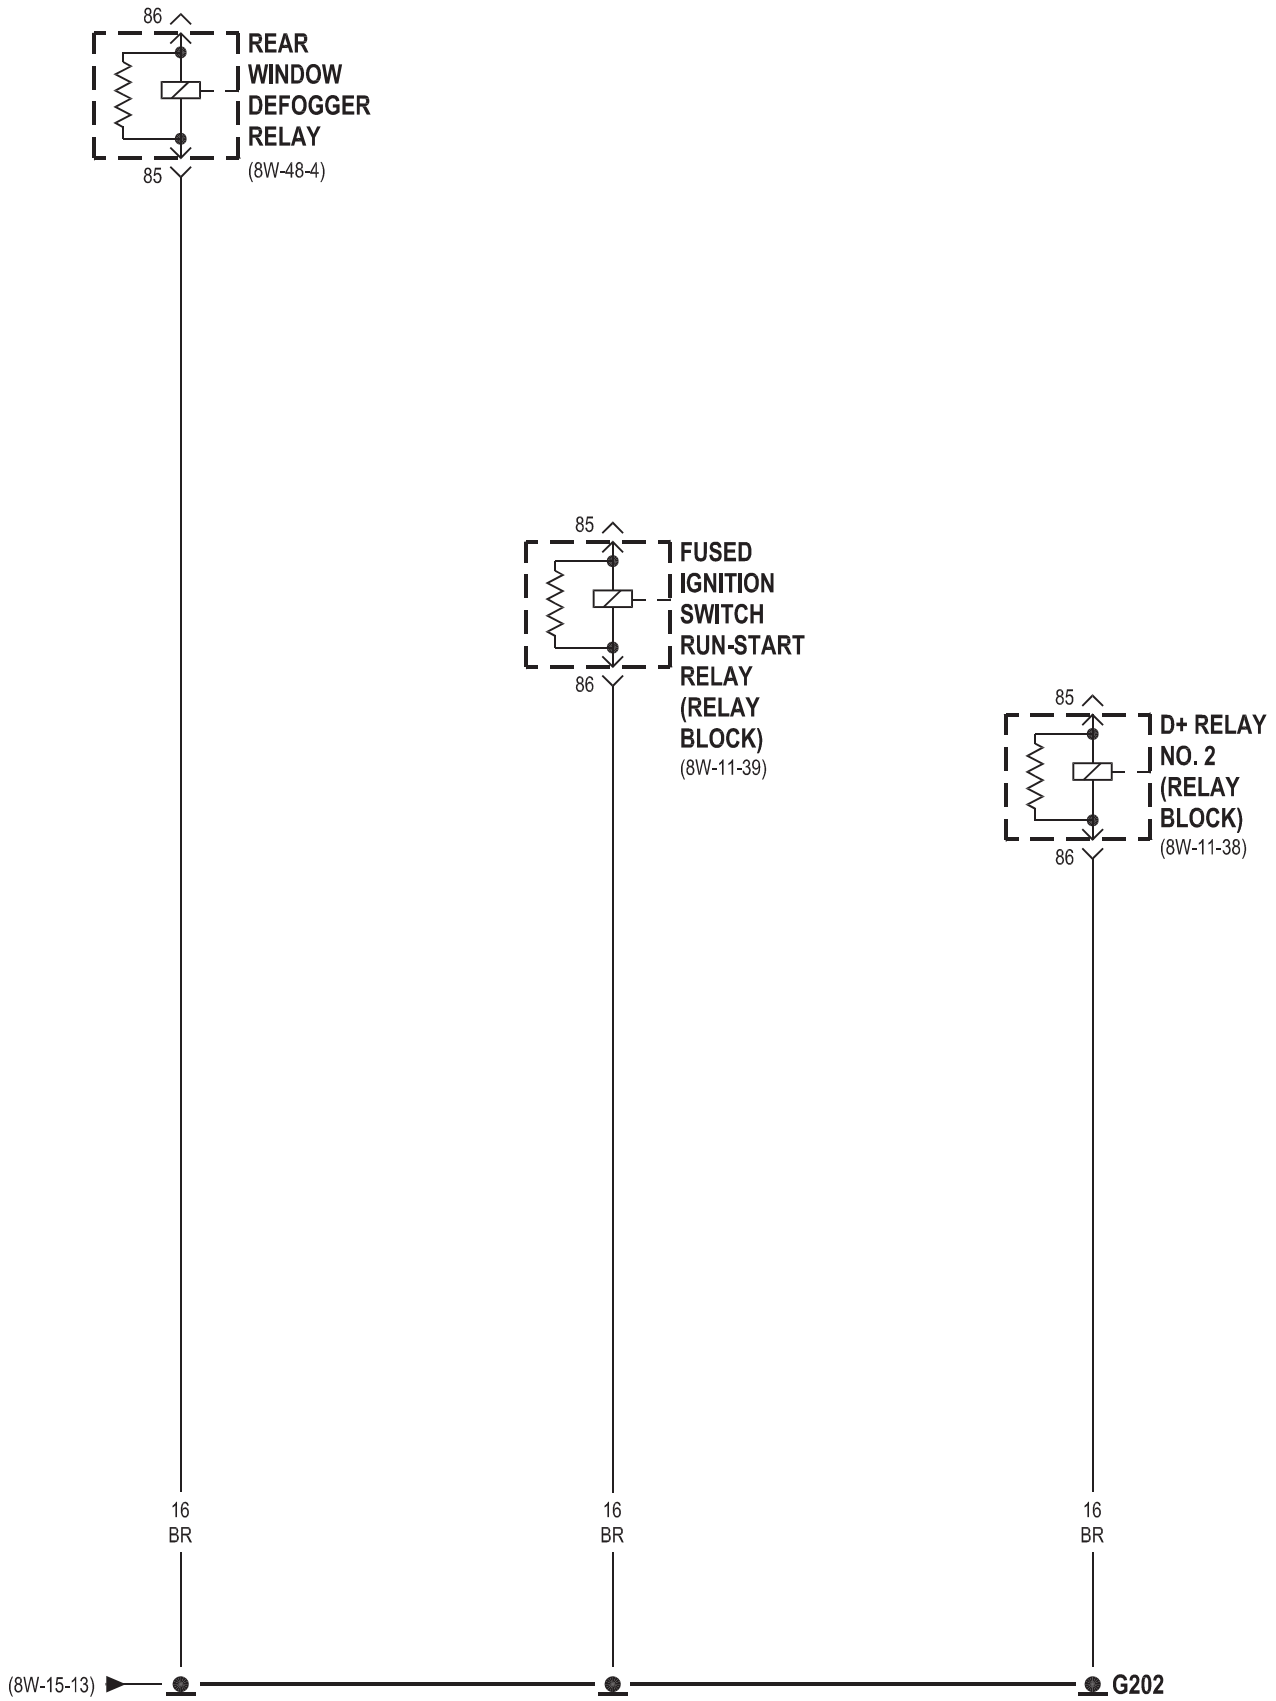 86
REAR
WINDOW
DEFOGGER
RELAY
(8W-48-4)
85
85
FUSED
IGNITION
SWITCH
RUN-START
RELAY
(RELAY
BLOCK)
(8W-11-39)
86
85
D+ RELAY
NO. 2
(RELAY
BLOCK)
(8W-11-38)
86
16
BR
16
BR
16
BR
(8W-15-13)
G202